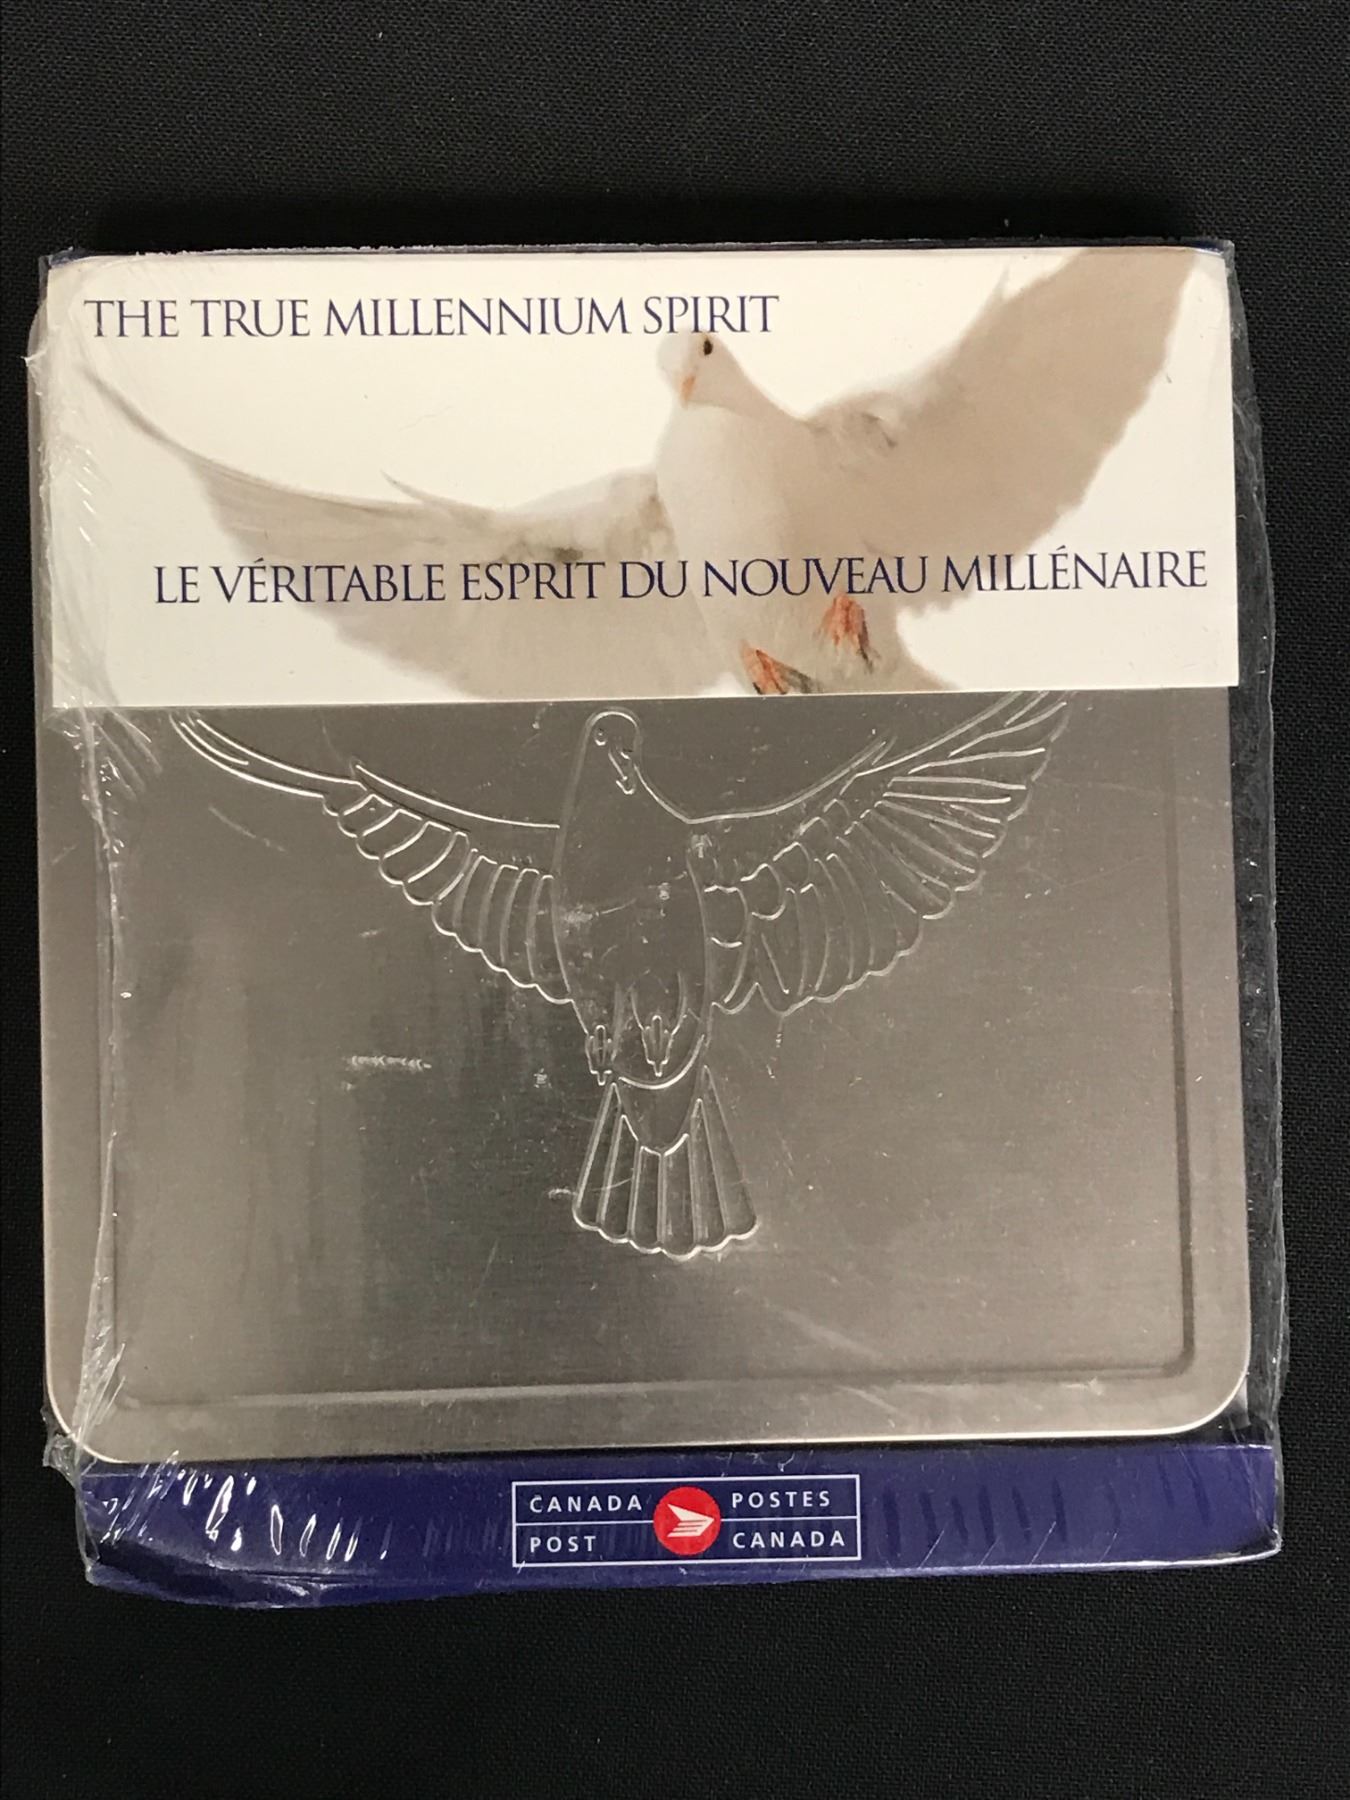 THE TRUE MILLENNIUM SPIRIT
LE VÉRITABLE ESPRIT DU NOUVEAU MILLÉNAIRE
CANADA POSTES
POST CANADA